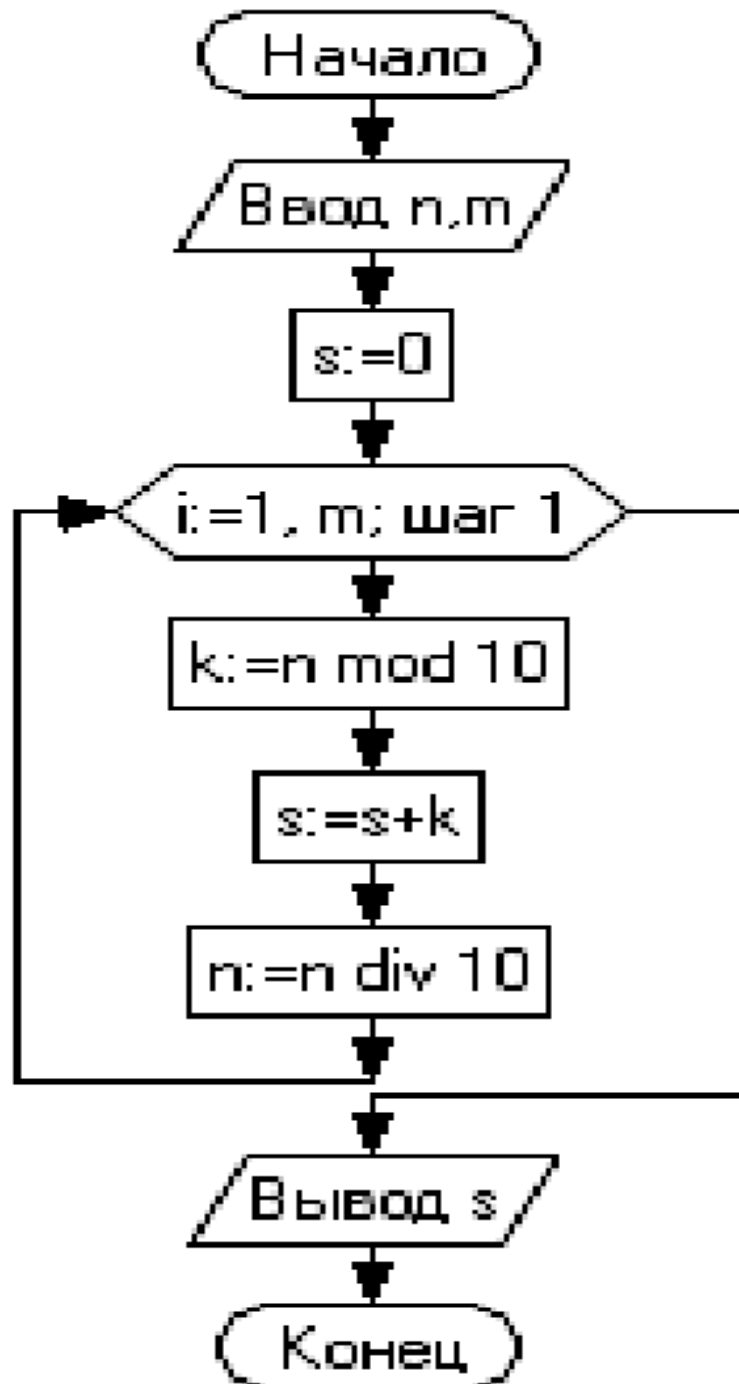 Начало
Ввод n,m
s:=0
i:=1, m; шаг 1
k:=n mod 10
s:=s+k
n:=n div 10
Вывод s
Конец